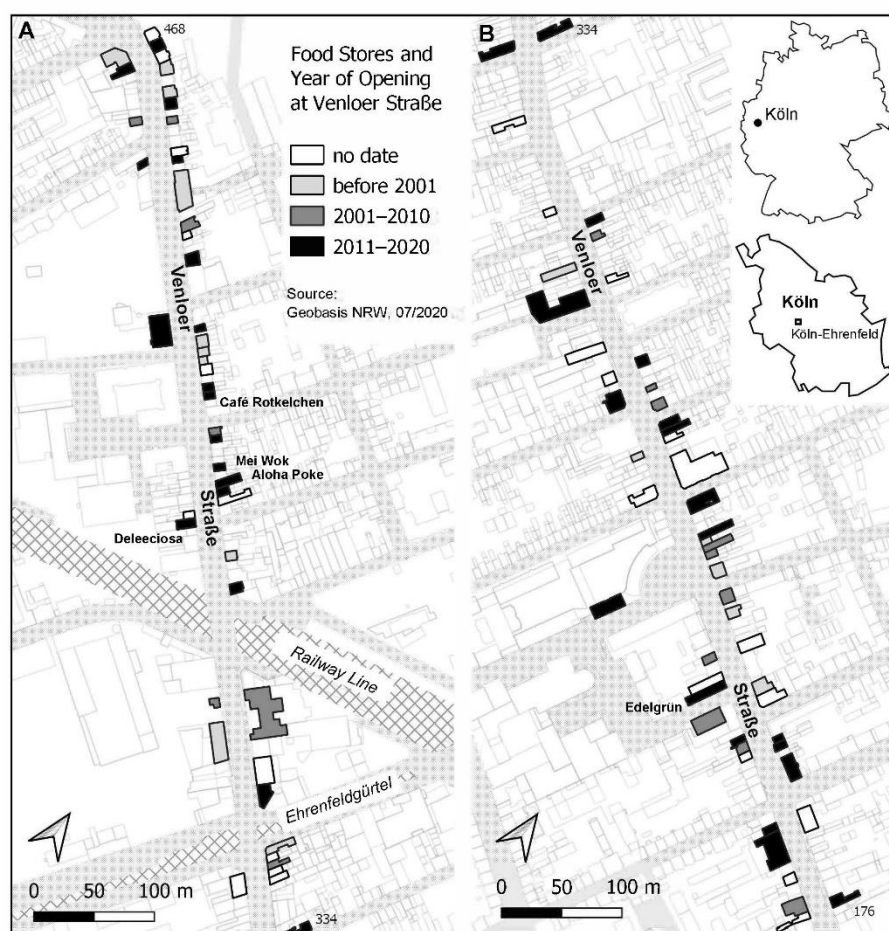 A
468
Food Stores and
Year of Opening
at Venloer Straße
no date
before 2001
2001–2010
2011–2020
Source:
Geobasis NRW, 07/2020
Venloer
Café Rotkelchen
Mei Wok
Aloha Poke
Straße
Deleeciosa
Railway Line
Ehrenfeldgürtel
0 50 100 m
334
B
334
Köln
Köln
Köln-Ehrenfeld
Venloer
Edelgrün
Straße
0 50 100 m
176